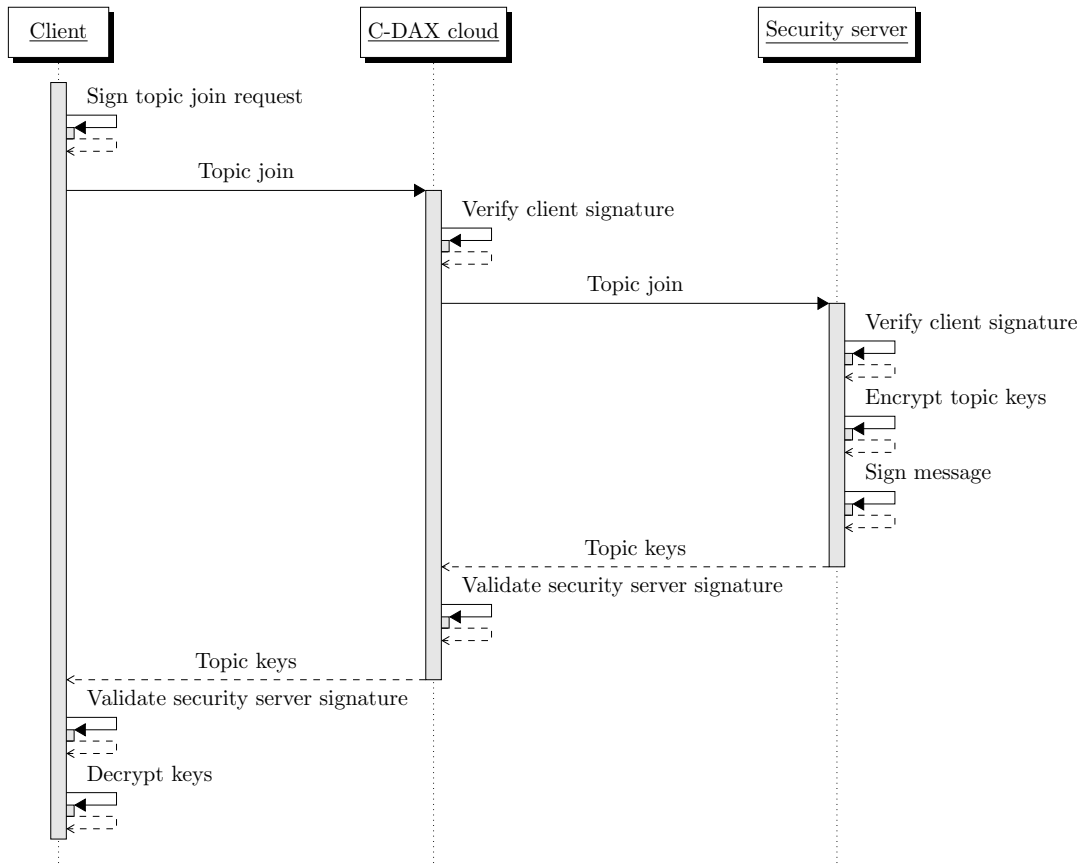 Client
C-DAX cloud
Security server
Sign topic join request
Topic join
Verify client signature
Topic join
Verify client signature
Encrypt topic keys
Sign message
Topic keys
Validate security server signature
Topic keys
Validate security server signature
Decrypt keys